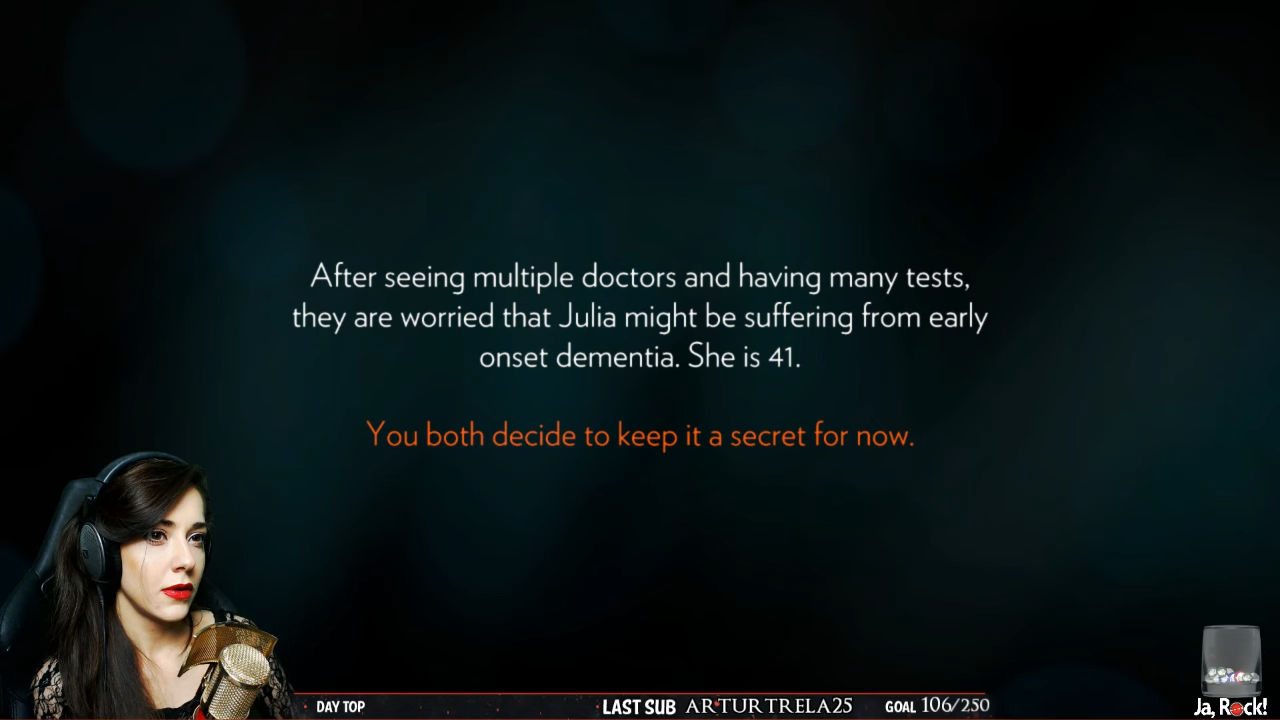 After seeing multiple doctors and having many tests,
they are worried that Julia might be suffering from early
onset dementia. She is 41.
You both decide to keep it a secret for now.
DAY TOP
LAST SUB ARTUR TRELA25
GOAL 106/250
Ja, Rock!